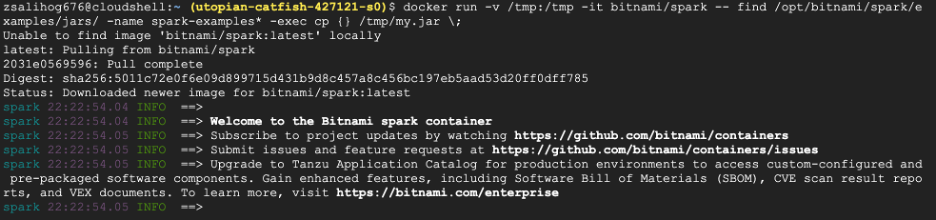 zsalihog676@cloudshell:~ (utopian-catfish-427121-s0)$ docker run -v /tmp:/tmp -it bitnami/spark -- find /opt/bitnami/spark/e
xamples/jars/ -name spark-examples* -exec cp {} /tmp/my.jar \;
Unable to find image 'bitnami/spark:latest' locally
latest: Pulling from bitnami/spark
2031e0569596: Pull complete
Digest: sha256:5011c72e0f6e09d899715d431b9d8c457a8c456bc197eb5aad53d20ff0dff785
Status: Downloaded newer image for bitnami/spark:latest
spark 22:22:54.04 INFO  ==>
spark 22:22:54.04 INFO  ==> Welcome to the Bitnami spark container
spark 22:22:54.04 INFO  ==> Subscribe to project updates by watching https://github.com/bitnami/containers
spark 22:22:54.05 INFO  ==> Submit issues and feature requests at https://github.com/bitnami/containers/issues
spark 22:22:54.05 INFO  ==> Upgrade to Tanzu Application Catalog for production environments to access custom-configured and
 pre-packaged software components. Gain enhanced features, including Software Bill of Materials (SBOM), CVE scan result repo
rts, and VEX documents. To learn more, visit https://bitnami.com/enterprise
spark 22:22:54.05 INFO  ==>